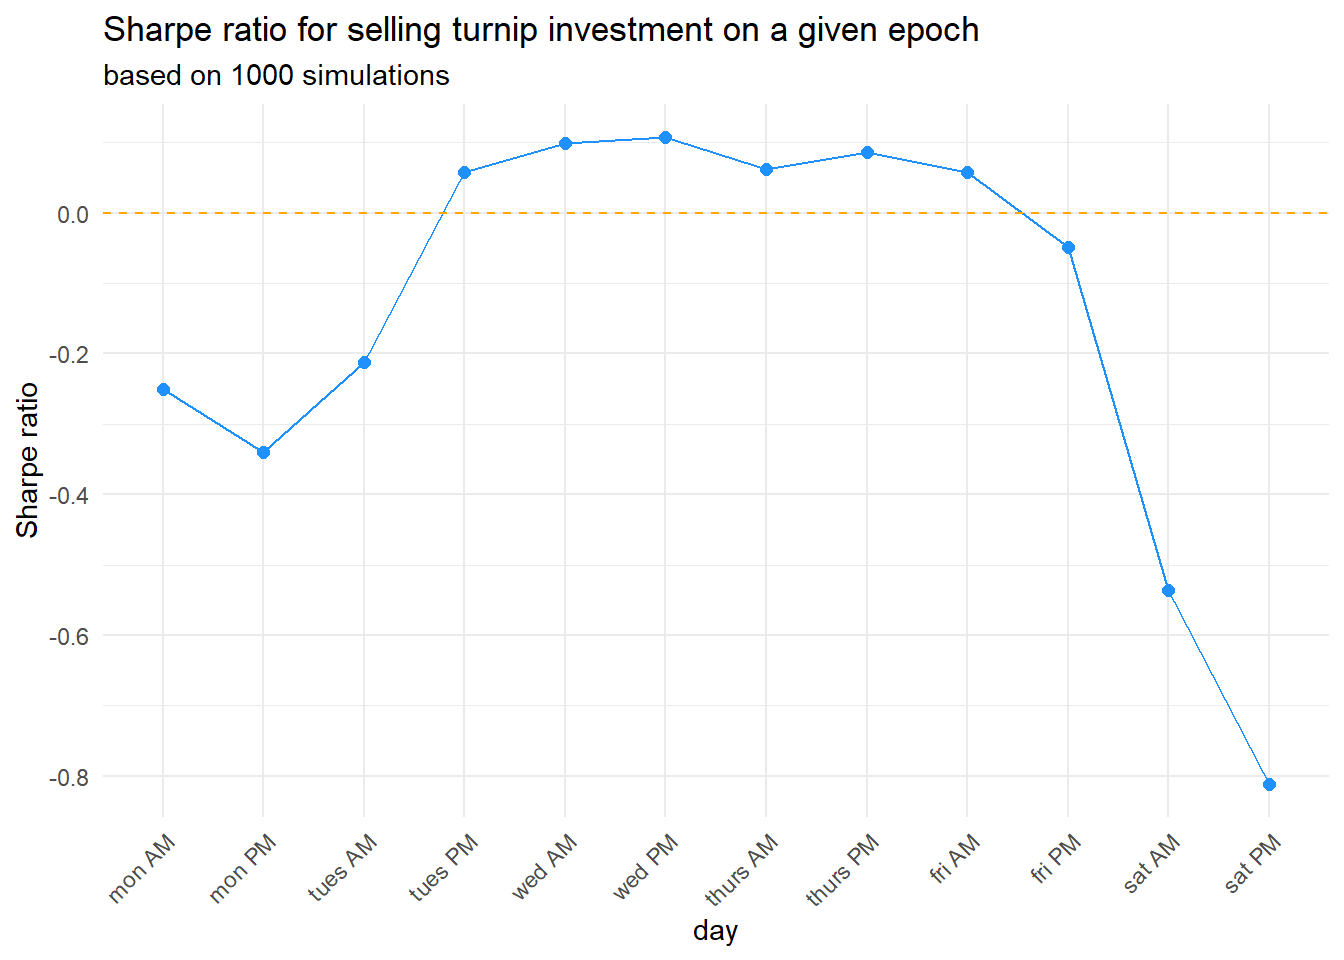 Sharpe ratio for selling turnip investment on a given epoch
based on 1000 simulations
Sharpe ratio
0.0
-0.2
-0.4
-0.6
-0.8
mon AM
mon PM
tues AM
tues PM
wed AM
wed PM
thurs AM
thurs PM
fri AM
fri PM
sat AM
sat PM
day